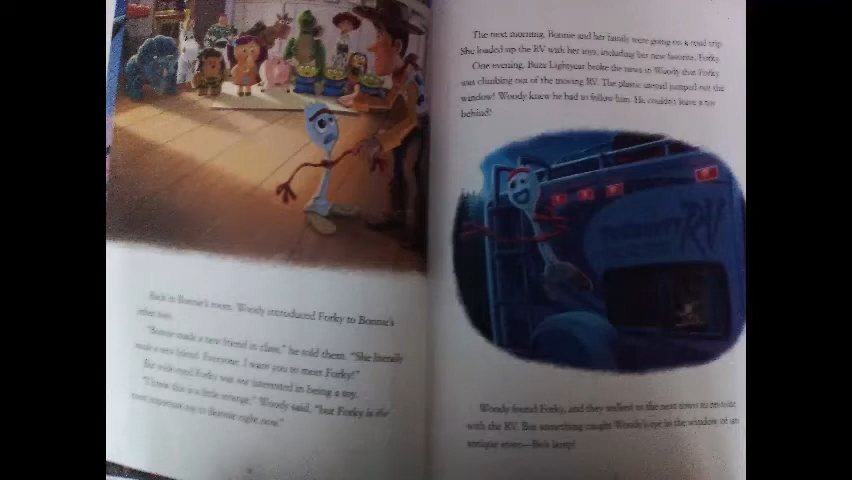 Back in Bonnie's room, Woody introduced Forky to Bonnie's
other toys.
"Bonnie made a new friend in class," he told them. "She literally
made a new friend. Everyone, I want you to meet Forky!"
But wide-eyed Forky was not interested in being a toy.
"I know this is a little strange," Woody said, "but Forky is the
most important toy to Bonnie right now."
The next morning, Bonnie and her family were going on a road trip.
She loaded up the RV with her toys, including her new favorite, Forky.
One evening, Buzz Lightyear broke the news to Woody that Forky
was climbing out of the moving RV. The plastic utensil jumped out the
window! Woody knew he had to follow him. He couldn't leave a toy
behind!
RV
Woody found Forky, and they walked to the next town to reunite
with the RV. But something caught Woody's eye in the window of an
antique store—Bo's lamp!